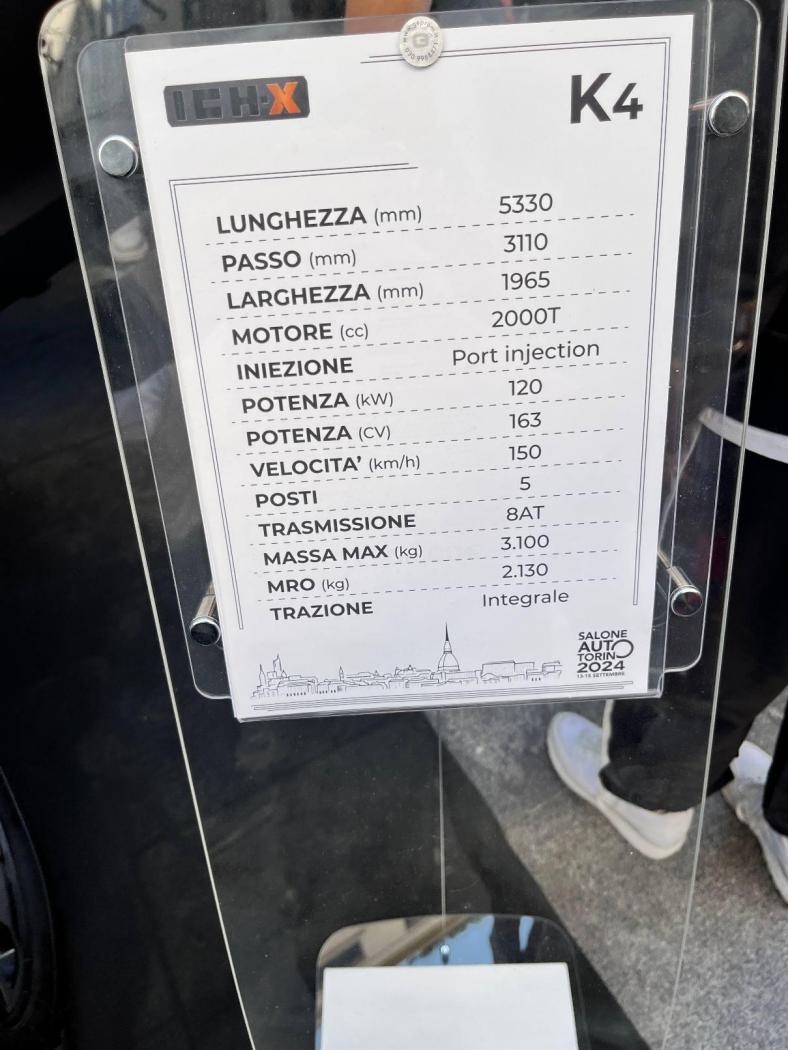 ICH-X
K4
LUNGHEZZA (mm) 5330
PASSO (mm) 3110
LARGHEZZA (mm) 1965
MOTORE (cc) 2000T
INIEZIONE Port injection
POTENZA (kW) 120
POTENZA (CV) 163
VELOCITA' (km/h) 150
POSTI 5
TRASMISSIONE 8AT
MASSA MAX (kg) 3.100
MRO (kg) 2.130
TRAZIONE Integrale
SALONE
AUTO
TORINO
2024
13-15 SETTEMBRE